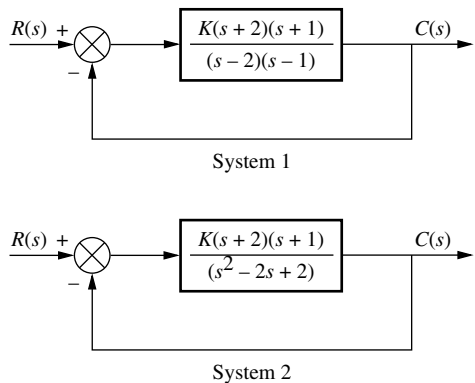 R(s) + K(s + 2)(s + 1) C(s)
(s − 2)(s − 1)
−
System 1
R(s) + K(s + 2)(s + 1) C(s)
(s² − 2s + 2)
−
System 2